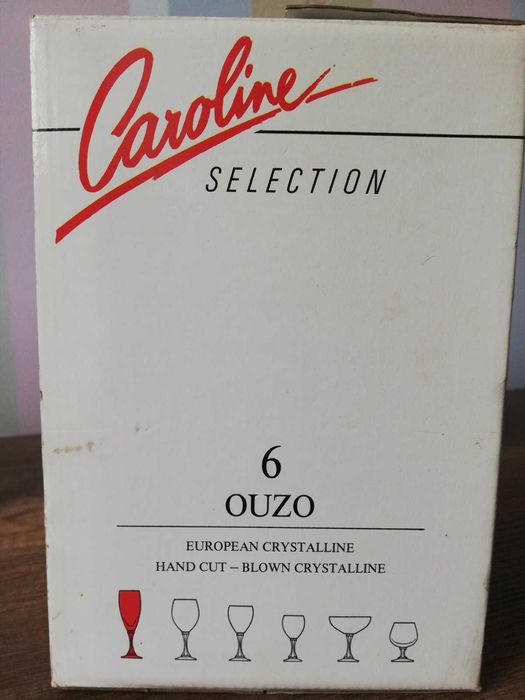 Caroline
SELECTION
6
OUZO
EUROPEAN CRYSTALLINE
HAND CUT – BLOWN CRYSTALLINE